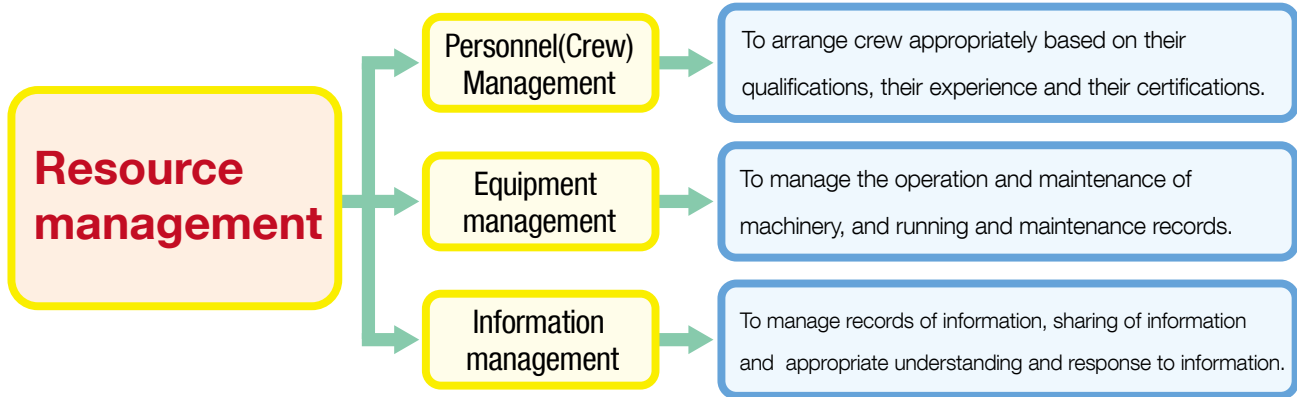 Resource
management
Personnel(Crew)
Management
To arrange crew appropriately based on their
qualifications, their experience and their certifications.
Equipment
management
To manage the operation and maintenance of
machinery, and running and maintenance records.
Information
management
To manage records of information, sharing of information
and appropriate understanding and response to information.